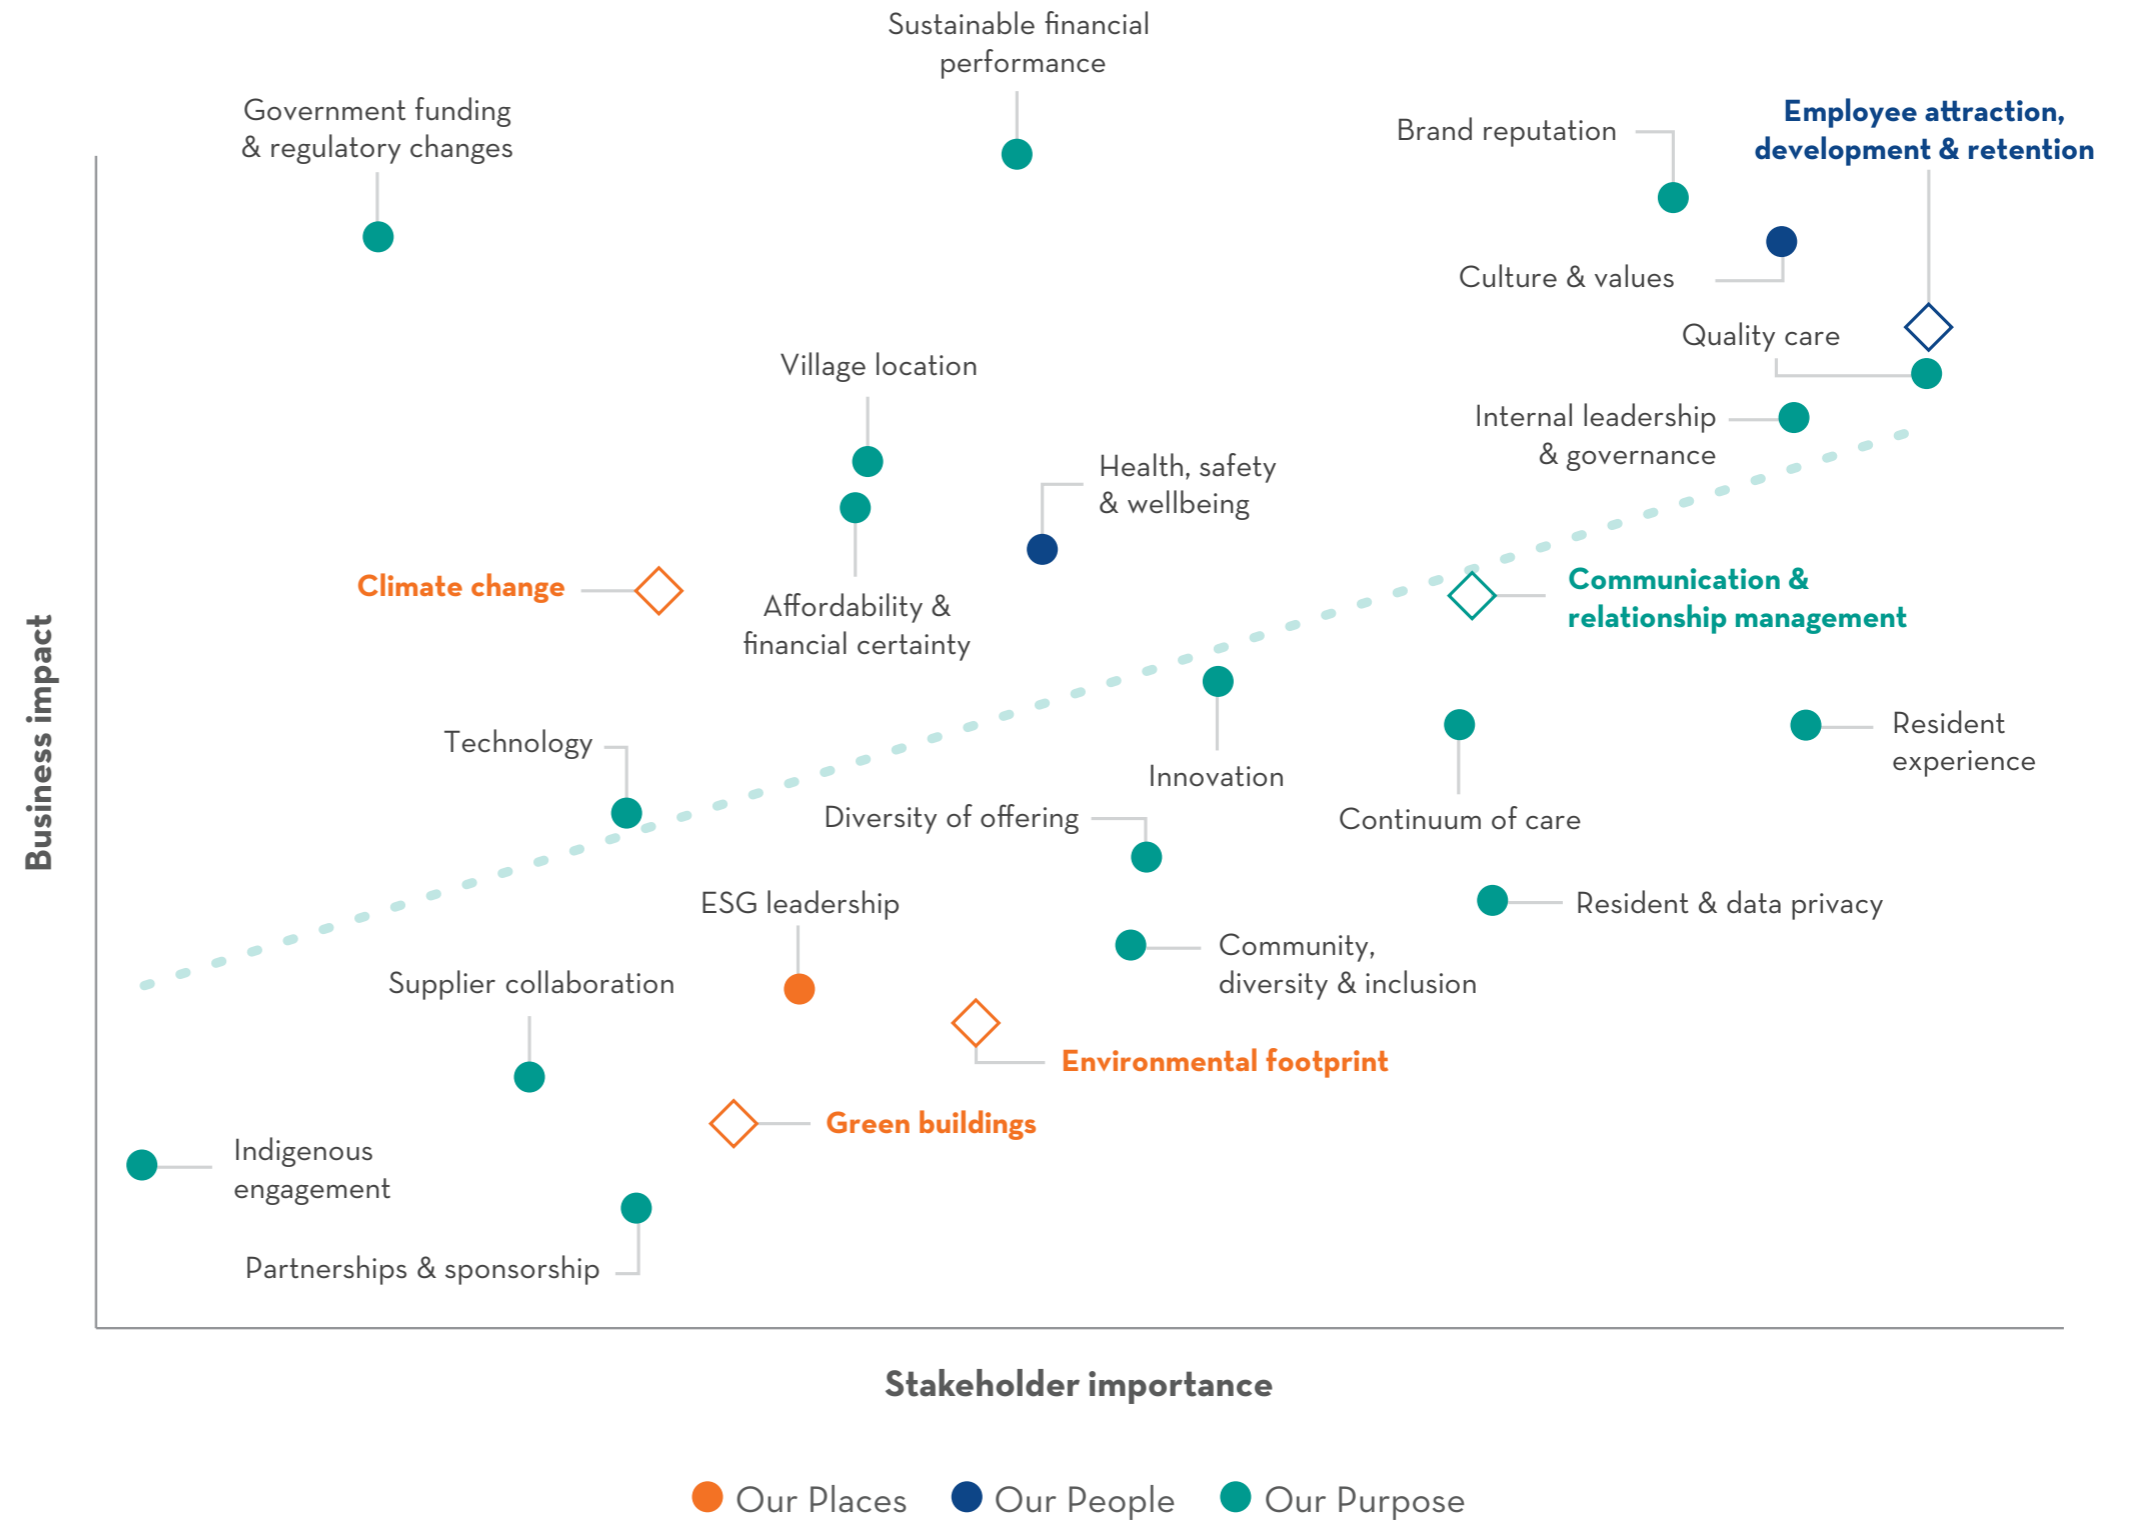 Sustainable financial
performance
Government funding
& regulatory changes
Brand reputation
Employee attraction,
development & retention
Culture & values
Quality care
Village location
Internal leadership
& governance
Health, safety
& wellbeing
Climate change
Affordability &
financial certainty
Communication &
relationship management
Business impact
Technology
Innovation
Resident
experience
Diversity of offering
Continuum of care
ESG leadership
Resident & data privacy
Community,
diversity & inclusion
Supplier collaboration
Environmental footprint
Green buildings
Indigenous
engagement
Partnerships & sponsorship
Stakeholder importance
Our Places
Our People
Our Purpose